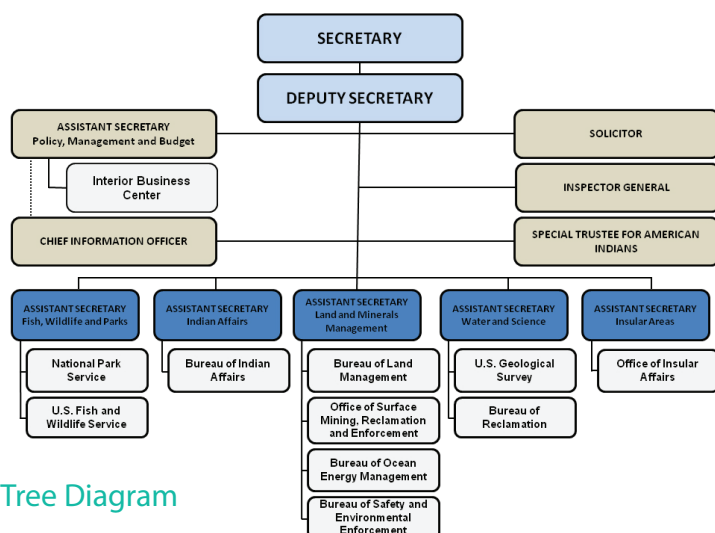 SECRETARY
DEPUTY SECRETARY
ASSISTANT SECRETARY
Policy, Management and Budget
SOLICITOR
Interior Business
Center
INSPECTOR GENERAL
CHIEF INFORMATION OFFICER
SPECIAL TRUSTEE FOR AMERICAN
INDIANS
ASSISTANT SECRETARY
Fish, Wildlife and Parks
ASSISTANT SECRETARY
Indian Affairs
ASSISTANT SECRETARY
Land and Minerals
Management
ASSISTANT SECRETARY
Water and Science
ASSISTANT SECRETARY
Insular Areas
National Park
Service
U.S. Fish and
Wildlife Service
Bureau of Indian
Affairs
Bureau of Land
Management
Office of Surface
Mining, Reclamation
and Enforcement
Bureau of Ocean
Energy Management
Bureau of Safety and
Environmental
Enforcement
U.S. Geological
Survey
Bureau of
Reclamation
Office of Insular
Affairs
Tree Diagram